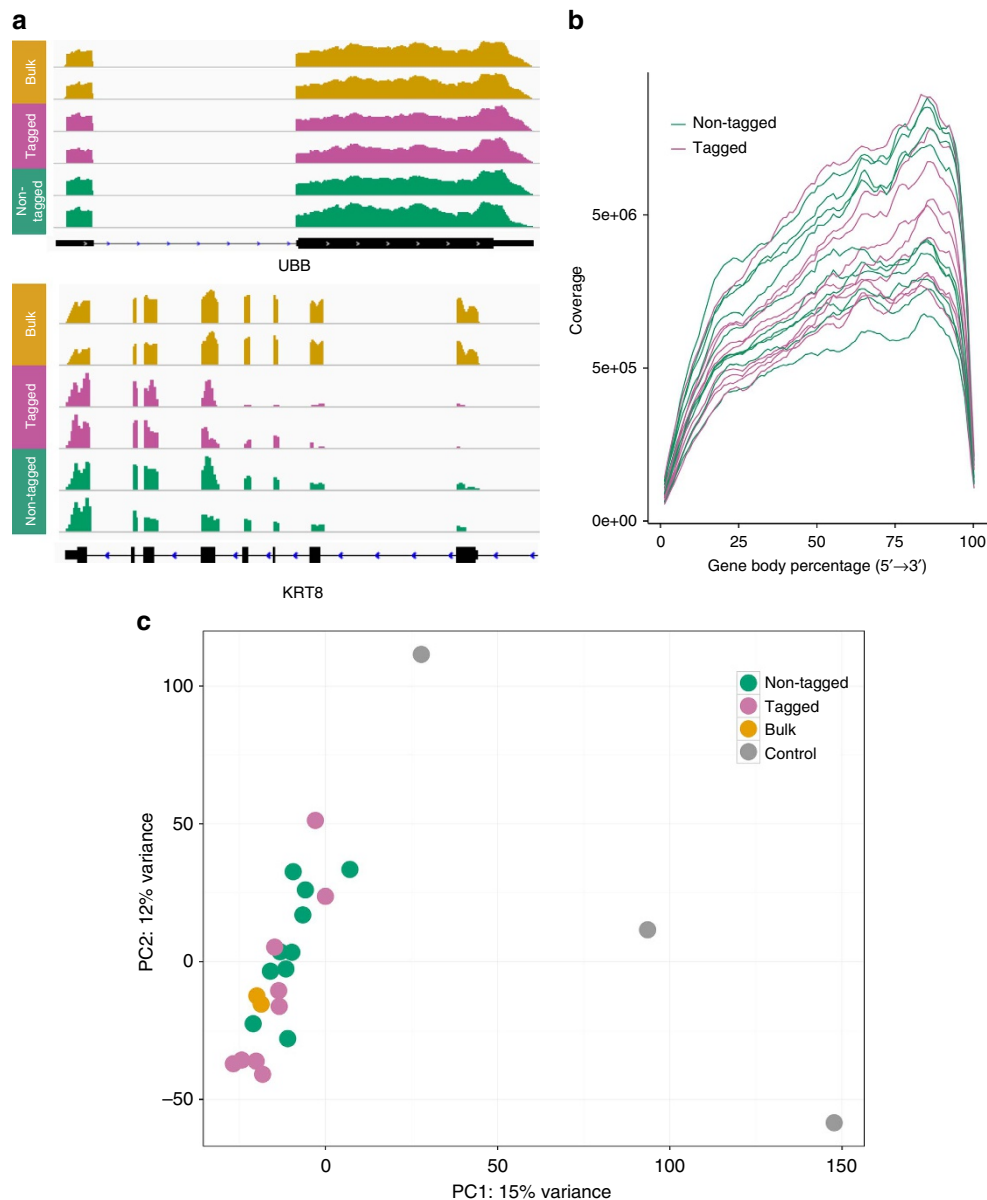 a
Bulk
Tagged
Non-
tagged
UBB
Bulk
Tagged
Non-tagged
KRT8
b
Non-tagged
Tagged
Coverage
5e+06
5e+05
0e+00
0
25
50
75
100
Gene body percentage (5′→3′)
c
Non-tagged
Tagged
Bulk
Control
PC2: 12% variance
100
50
0
−50
0
50
100
150
PC1: 15% variance